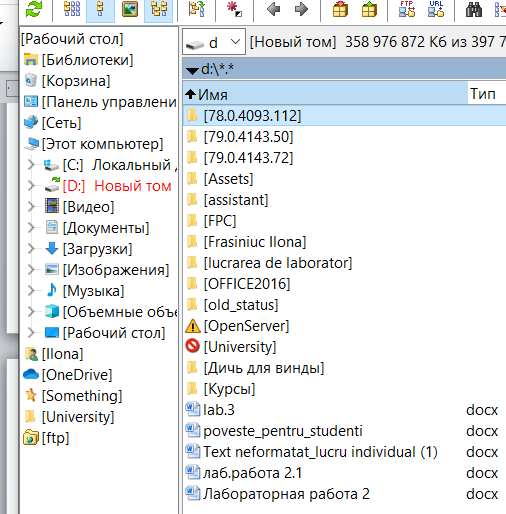 FTP URL
[Рабочий стол]
[Библиотеки]
[Корзина]
[Панель управлени
[Сеть]
[Этот компьютер]
[C:] Локальный д
[D:] Новый том
[Видео]
[Документы]
[Загрузки]
[Изображения]
[Музыка]
[Объемные объе
[Рабочий стол]
[Ilona]
[OneDrive]
[Something]
[University]
[ftp]
d [Новый том] 358 976 872 Кб из 397 7
d:\*.*
Имя Тип
[78.0.4093.112]
[79.0.4143.50]
[79.0.4143.72]
[Assets]
[assistant]
[FPC]
[Frasiniuc Ilona]
[lucrarea de laborator]
[OFFICE2016]
[old_status]
[OpenServer]
[University]
[Дичь для винды]
[Курсы]
lab.3 docx
poveste_pentru_studenti docx
Text neformatat_lucru individual (1) docx
лаб.работа 2.1 docx
Лабораторная работа 2 docx